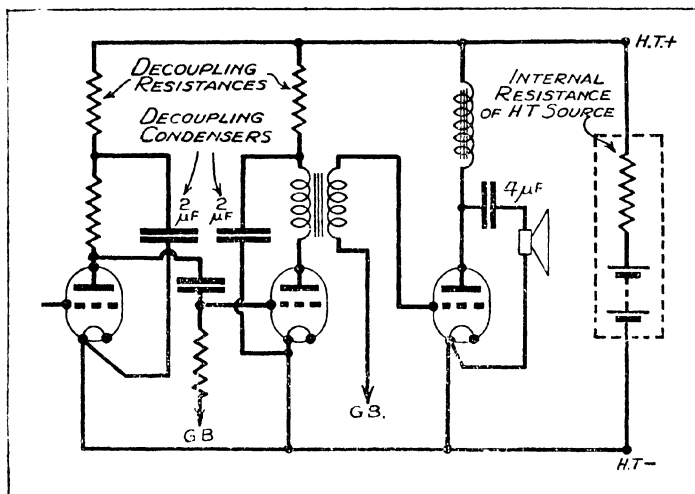 H.T.+
DECOUPLING
RESISTANCES
DECOUPLING
CONDENSERS
INTERNAL
RESISTANCE
OF HT SOURCE
2
µF
2
µF
4µF
GB
G.B.
H.T-